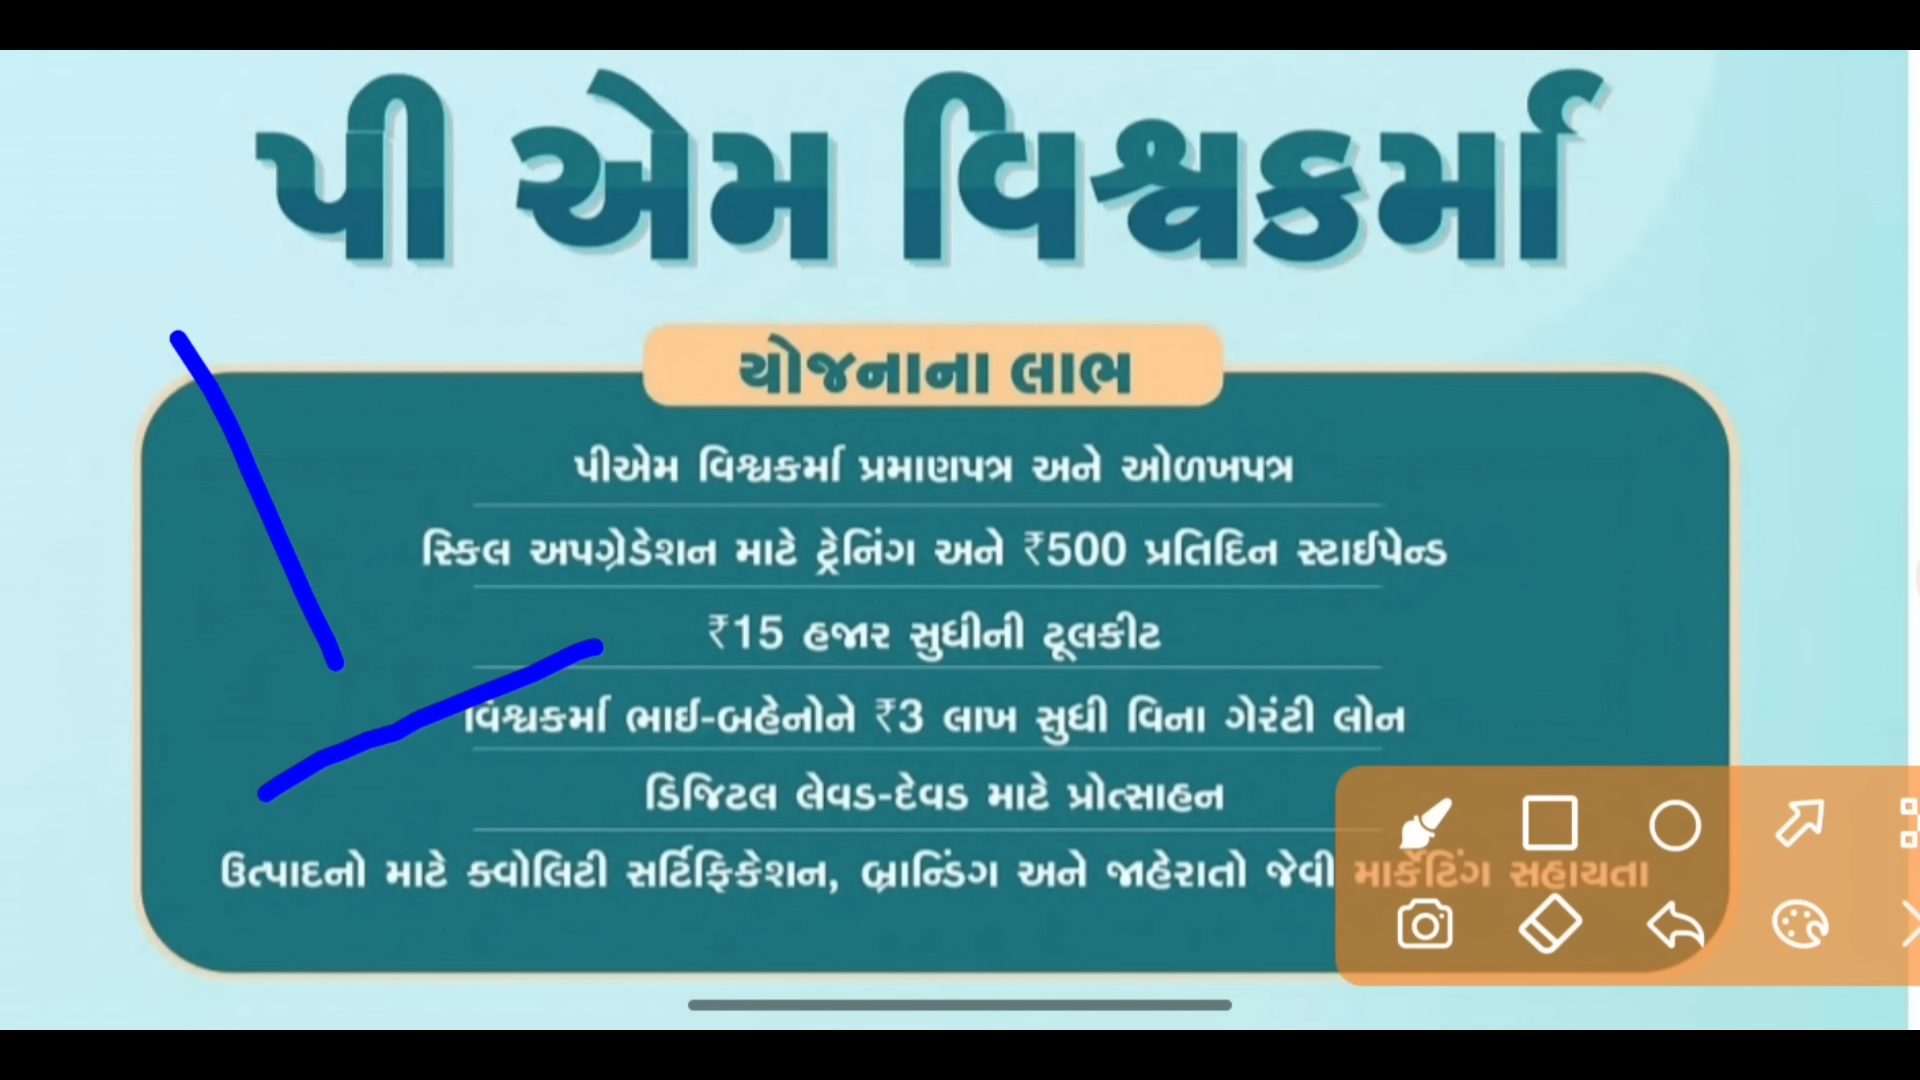 પી એમ વિશ્વકર્મા
યોજનાના લાભ
પીએમ વિશ્વકર્મા પ્રમાણપત્ર અને ઓળખપત્ર
સ્કિલ અપગ્રેડેશન માટે ટ્રેનિંગ અને ₹500 પ્રતિદિન સ્ટાઈપેન્ડ
₹15 હજાર સુધીની ટૂલકીટ
વિશ્વકર્મા ભાઈ-બહેનોને ₹3 લાખ સુધી વિના ગેરંટી લોન
ડિજિટલ લેવડ-દેવડ માટે પ્રોત્સાહન
ઉત્પાદનો માટે ક્વોલિટી સર્ટિફિકેશન, બ્રાન્ડિંગ અને જાહેરાતો જેવી માર્કેટિંગ સહાયતા